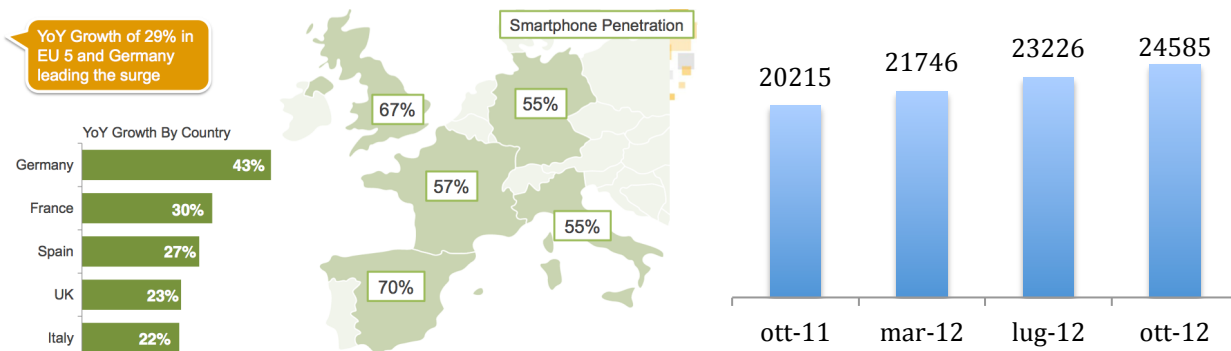 YoY Growth of 29% in
EU 5 and Germany
leading the surge
YoY Growth By Country
Germany 43%
France 30%
Spain 27%
UK 23%
Italy 22%
Smartphone Penetration
67%
55%
57%
55%
70%
20215 21746 23226 24585
ott-11 mar-12 lug-12 ott-12